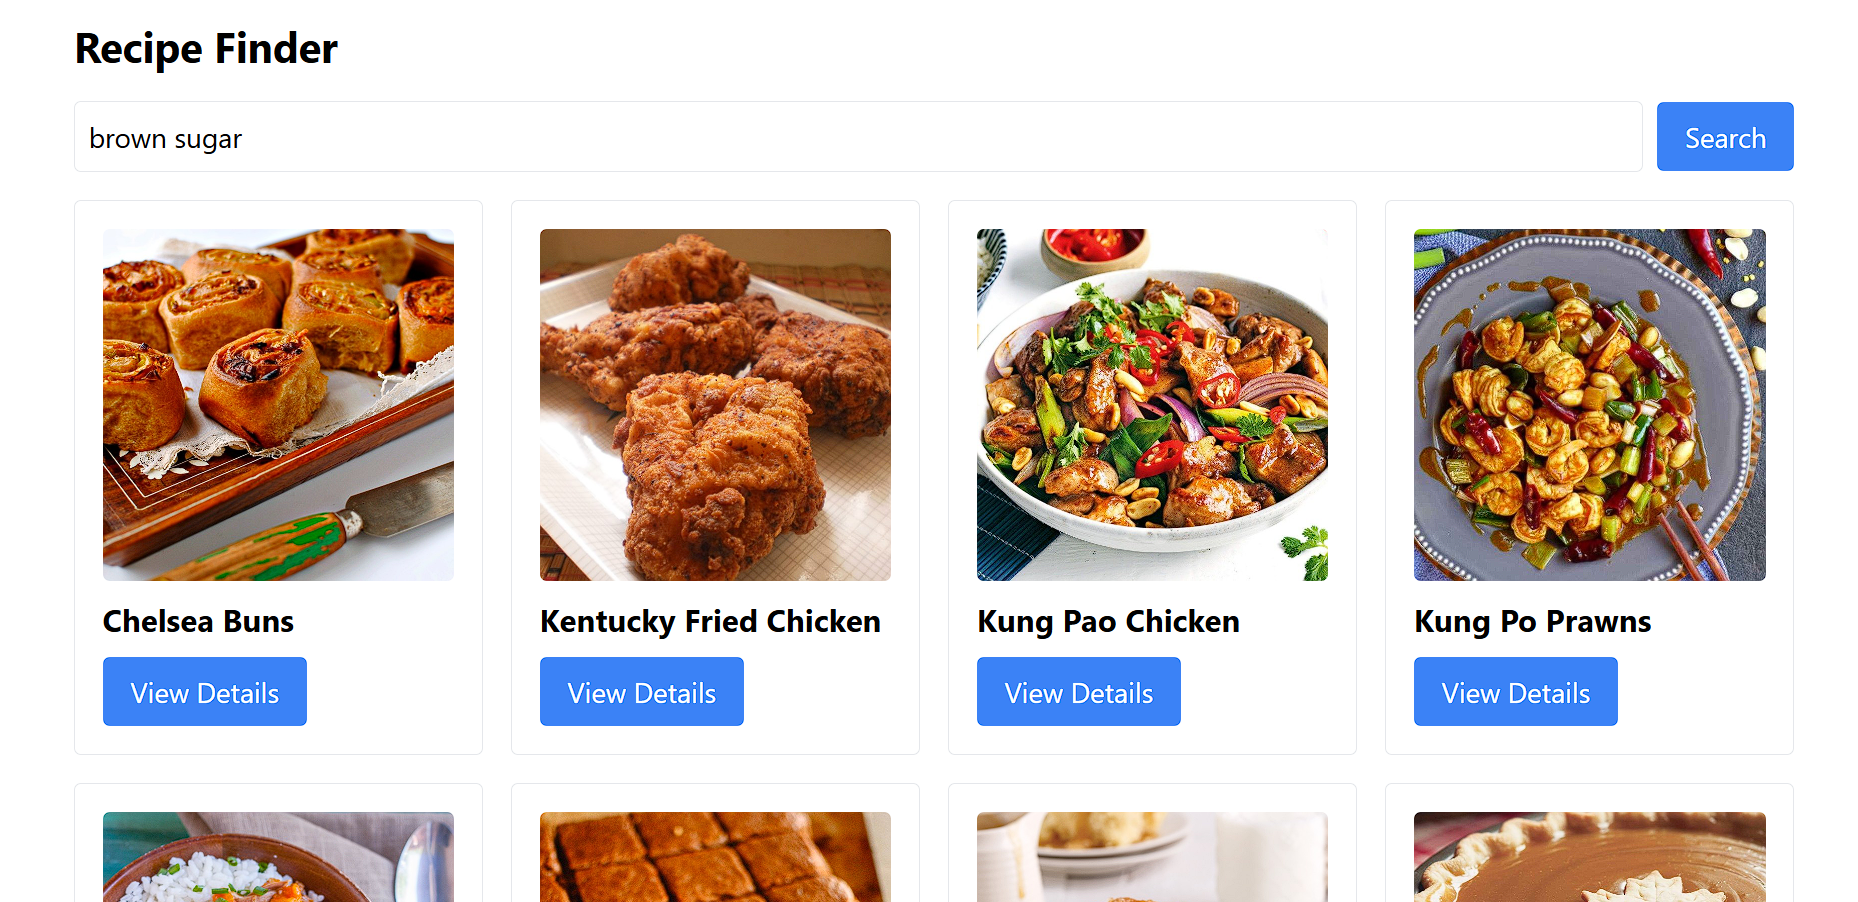 Recipe Finder
brown sugar
Search
Chelsea Buns
Kentucky Fried Chicken
Kung Pao Chicken
Kung Po Prawns
View Details
View Details
View Details
View Details